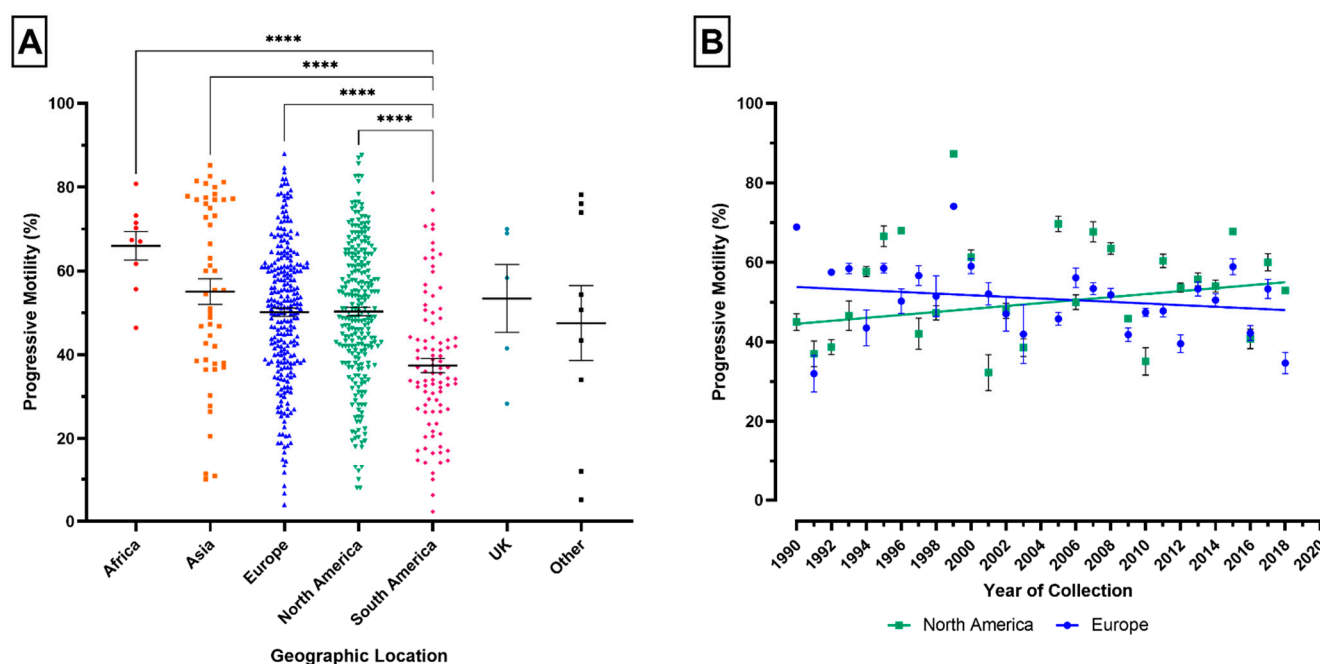 A
****
****
****
****
100
80
60
40
20
0
Progressive Motility (%)
Africa
Asia
Europe
North America
South America
UK
Other
Geographic Location
B
100
80
60
40
20
0
Progressive Motility (%)
1990
1992
1994
1996
1998
2000
2002
2004
2006
2008
2010
2012
2014
2016
2018
2020
Year of Collection
North America
Europe